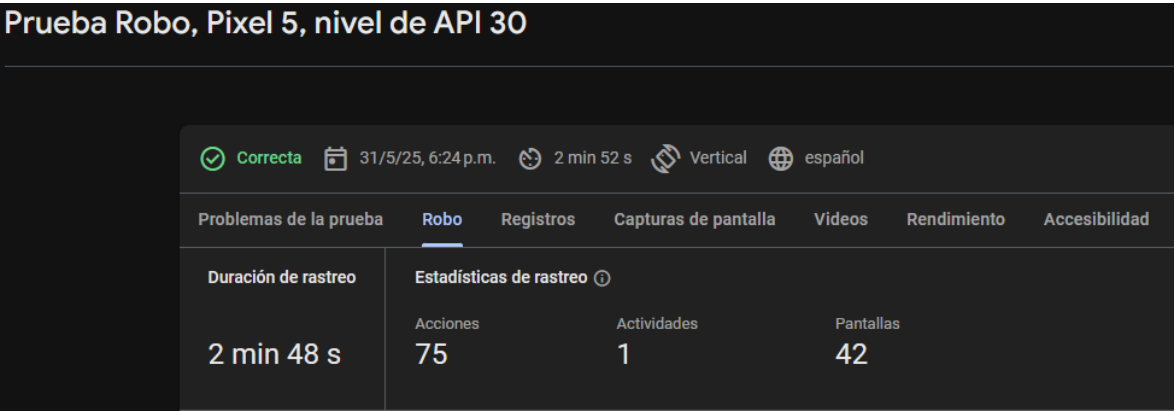 Prueba Robo, Pixel 5, nivel de API 30
Correcta 31/5/25, 6:24 p.m. 2 min 52 s Vertical español
Problemas de la prueba Robo Registros Capturas de pantalla Videos Rendimiento Accesibilidad
Duración de rastreo Estadísticas de rastreo
Acciones Actividades Pantallas
2 min 48 s 75 1 42